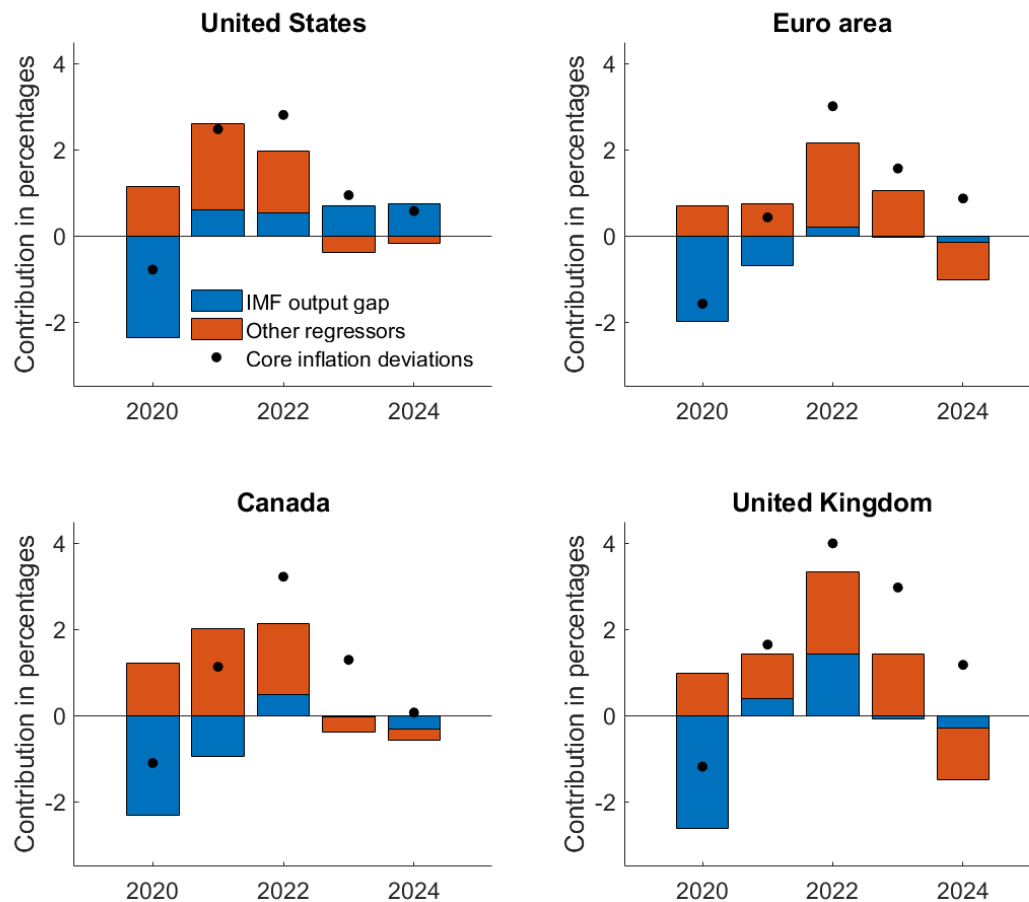 United States
Contribution in percentages
4
2
0
-2
2020
2022
2024
IMF output gap
Other regressors
Core inflation deviations
Euro area
Contribution in percentages
4
2
0
-2
2020
2022
2024
Canada
Contribution in percentages
4
2
0
-2
2020
2022
2024
United Kingdom
Contribution in percentages
4
2
0
-2
2020
2022
2024